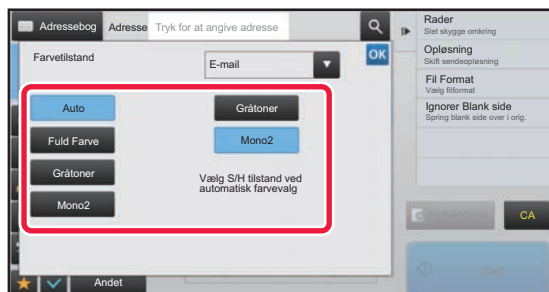 Adressebog Adresse Tryk for at angive adresse
Farvetilstand
E-mail
OK
Auto
Fuld Farve
Gråtoner
Mono2
Gråtoner
Mono2
Vælg S/H tilstand ved
automatisk farvevalg
Andet
Rader
Slet skygge omkring
Opløsning
Skift sendeopløsning
Fil Format
Vælg filformat
Ignorer Blank side
Spring blank side over i orig.
CA
Start